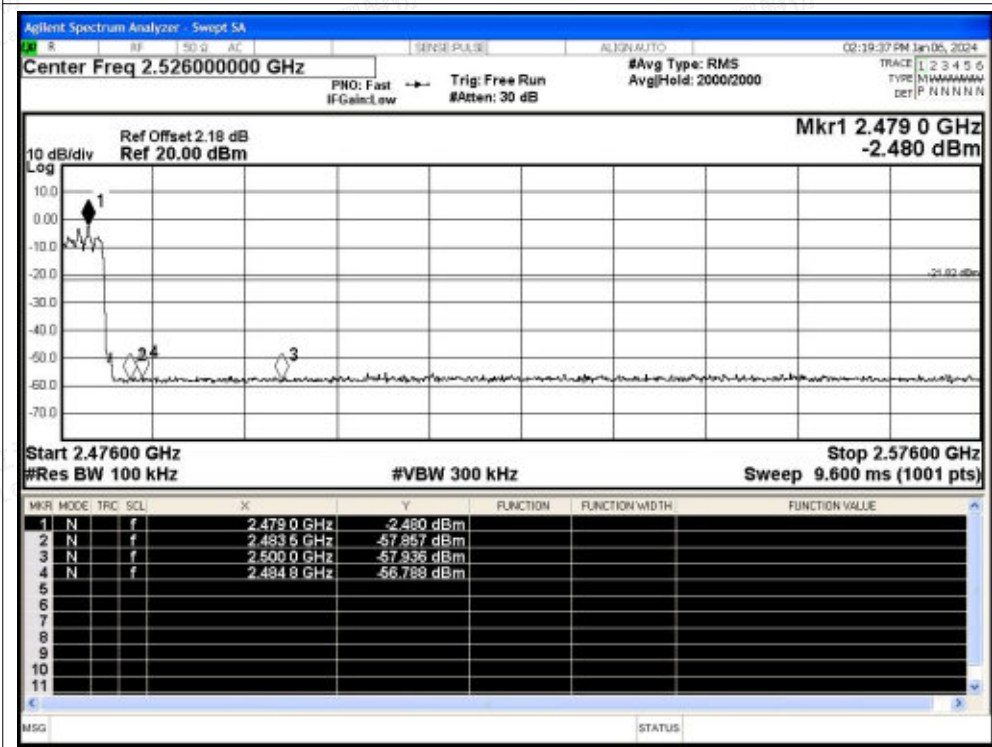 Agilent Spectrum Analyzer - Swept SA
R RF 50 Ω AC SENSE:PULSE ALIGN AUTO 02:19:37 PM Jan 06, 2024
Center Freq 2.526000000 GHz #Avg Type: RMS TRACE 1 2 3 4 5 6
PNO: Fast Trig: Free Run Avg|Hold: 2000/2000 TYPE MWWWWW
IFGain:Low #Atten: 30 dB DET P N N N N N
Mkr1 2.479 0 GHz
Ref Offset 2.18 dB
10 dB/div Ref 20.00 dBm -2.480 dBm
Log
10.0
1
0.00
-10.0
-20.0
-21.02 dBm
-30.0
-40.0
-50.0
2 4 3
-60.0
-70.0
Start 2.47600 GHz Stop 2.57600 GHz
#Res BW 100 kHz #VBW 300 kHz Sweep 9.600 ms (1001 pts)
MKR MODE TRC SCL X Y FUNCTION FUNCTION WIDTH FUNCTION VALUE
1 N f 2.479 0 GHz -2.480 dBm
2 N f 2.483 5 GHz -57.857 dBm
3 N f 2.500 0 GHz -57.936 dBm
4 N f 2.484 8 GHz -56.788 dBm
5
6
7
8
9
10
11
MSG STATUS